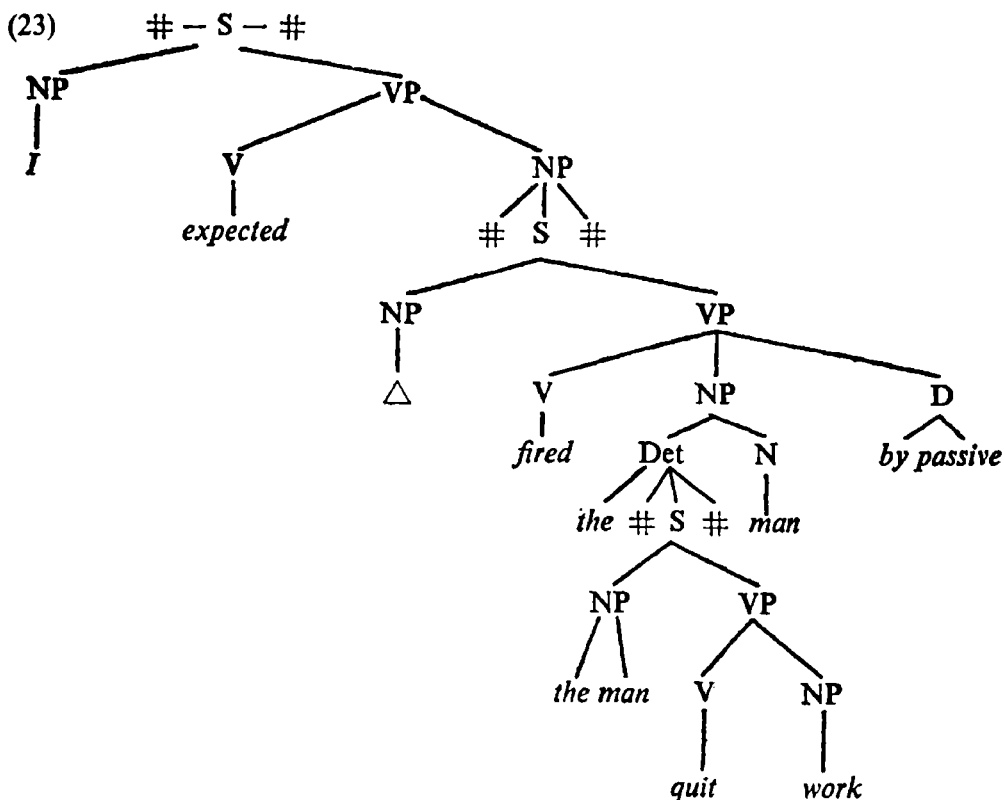 (23) # – S – #
NP VP
I V NP
expected # S #
NP VP
△ V NP D
fired Det N by passive
the # S # man
NP VP
the man V NP
quit work